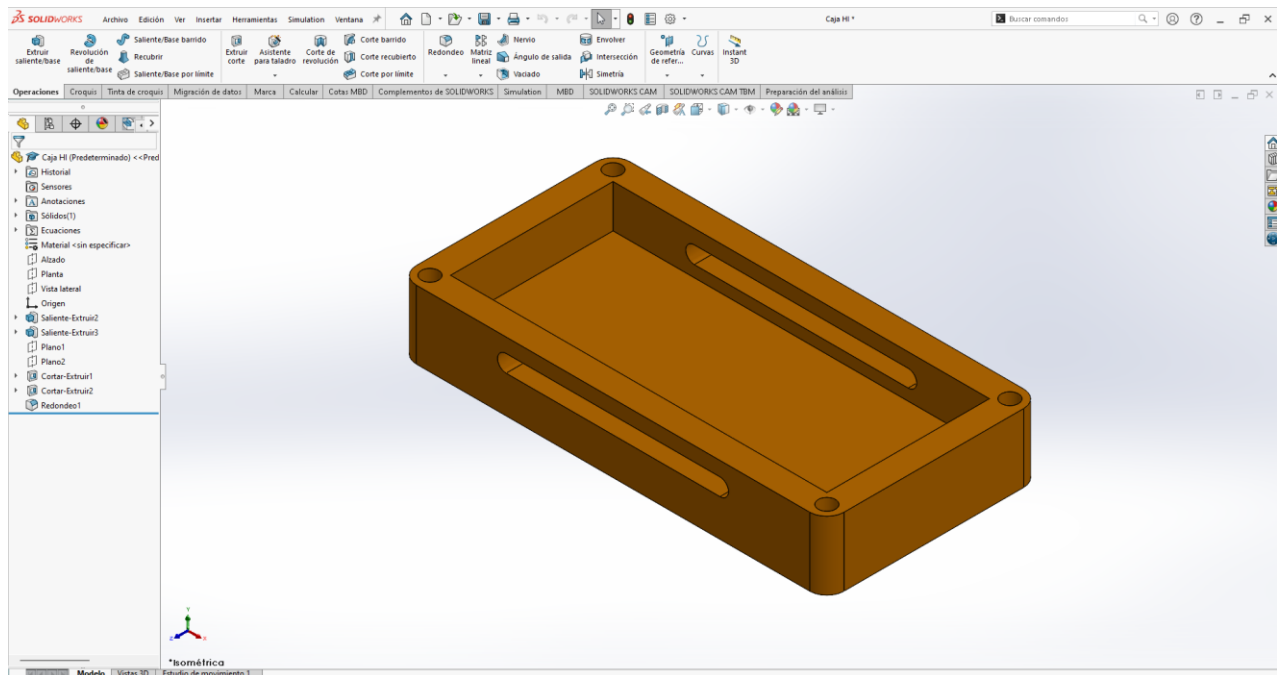 SOLIDWORKS Archivo Edición Ver Insertar Herramientas Simulation Ventana Caja HI * Buscar comandos
Extruir saliente/base
Revolución de saliente/base
Saliente/Base barrido
Recubrir
Saliente/Base por límite
Extruir corte
Asistente para taladro
Corte de revolución
Corte barrido
Corte recubierto
Corte por límite
Redondeo
Matriz lineal
Nervio
Ángulo de salida
Vaciado
Envolver
Intersección
Simetría
Geometría de refer...
Curvas
Instant 3D
Operaciones Croquis Tinta de croquis Migración de datos Marca Calcular Cotas MBD Complementos de SOLIDWORKS Simulation MBD SOLIDWORKS CAM SOLIDWORKS CAM TBM Preparación del análisis
Caja HI (Predeterminado) <<Pred
Historial
Sensores
Anotaciones
Sólidos(1)
Ecuaciones
Material <sin especificar>
Alzado
Planta
Vista lateral
Origen
Saliente-Extruir2
Saliente-Extruir3
Plano1
Plano2
Cortar-Extruir1
Cortar-Extruir2
Redondeo1
Y
Z X
*Isométrica
Modelo Vistas 3D Estudio de movimiento 1